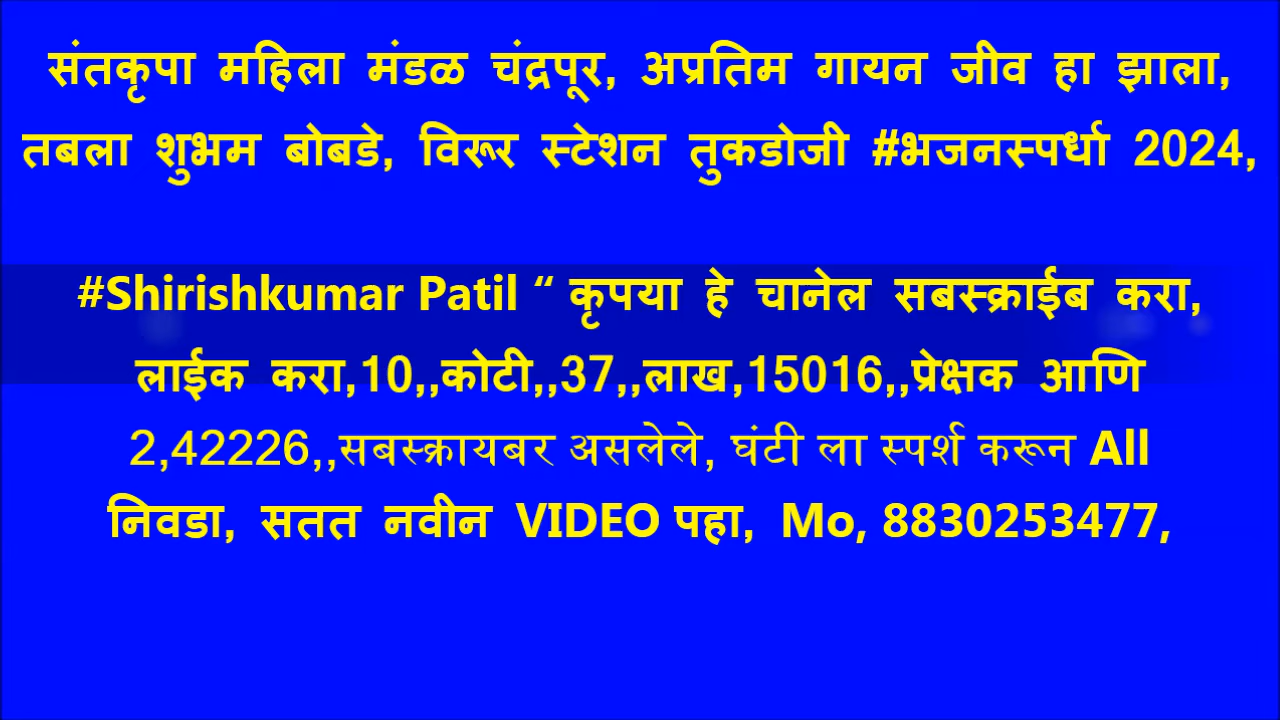 संतकृपा महिला मंडळ चंद्रपूर, अप्रतिम गायन जीव हा झाला,
तबला शुभम बोबडे, विरूर स्टेशन तुकडोजी #भजनस्पर्धा 2024,
#Shirishkumar Patil “ कृपया हे चानेल सबस्क्राईब करा,
लाईक करा,10,,कोटी,,37,,लाख,15016,,प्रेक्षक आणि
2,42226,,सबस्क्रायबर असलेले, घंटी ला स्पर्श करून All
निवडा, सतत नवीन VIDEO पहा, Mo, 8830253477,